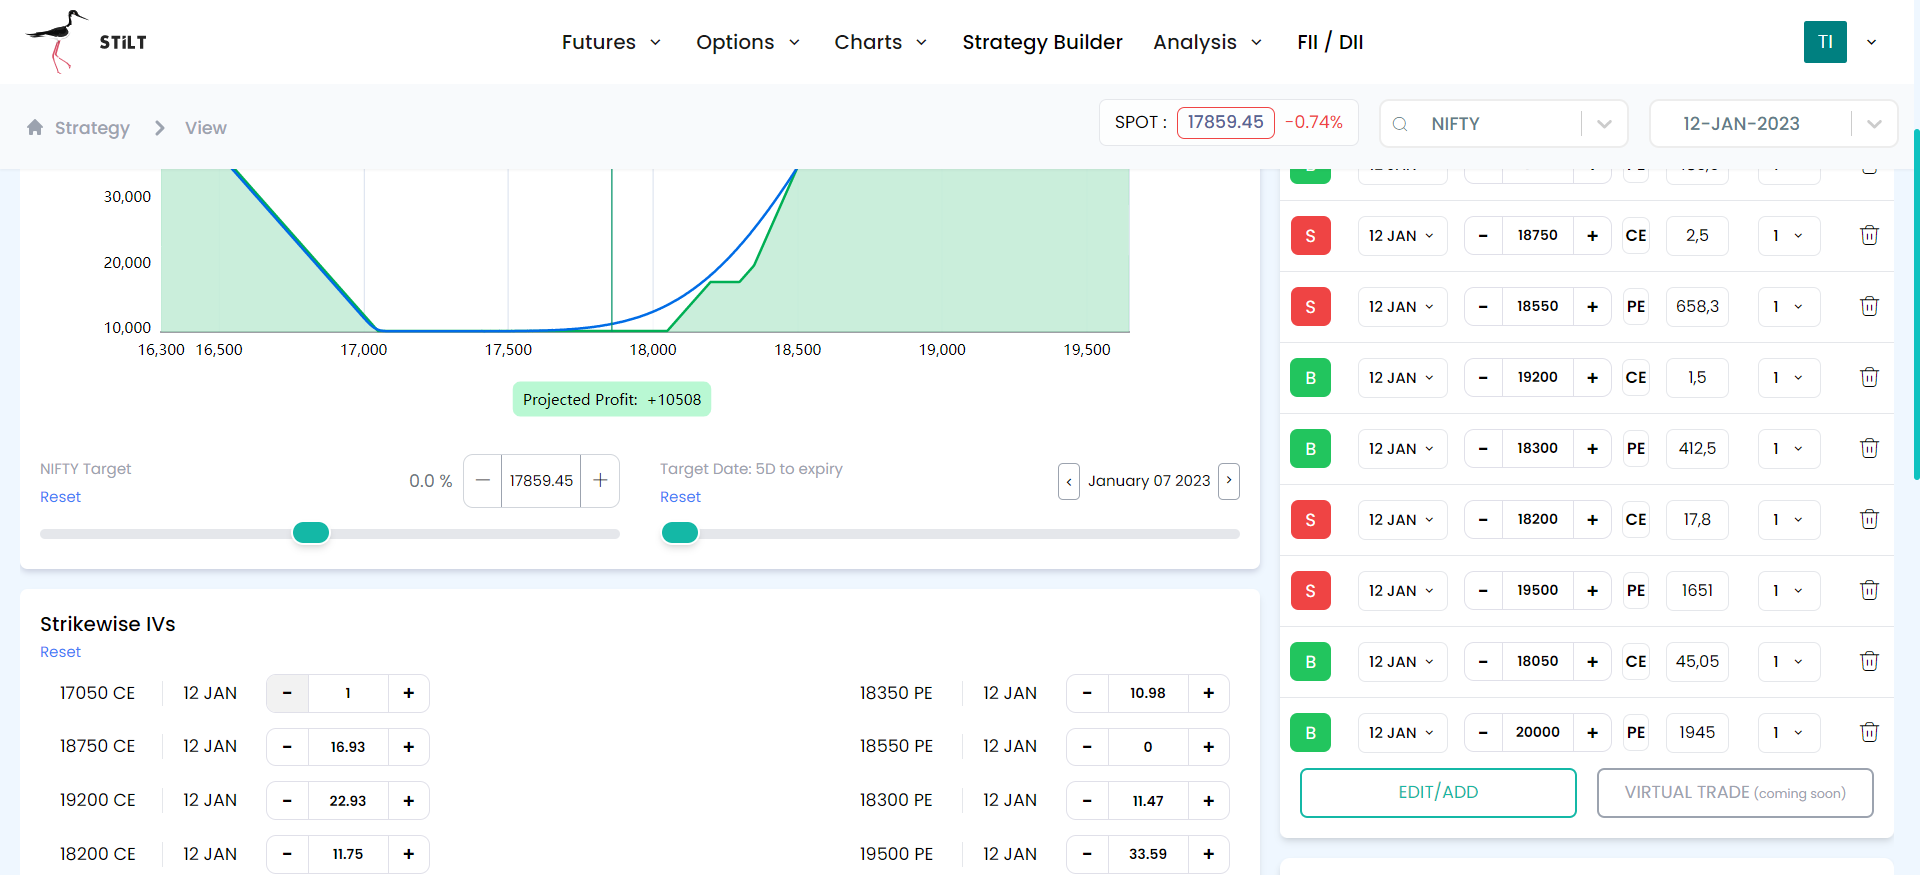 STiLT
Futures Options Charts Strategy Builder Analysis FII / DII
TI
Strategy View
SPOT : 17859.45 -0.74%
NIFTY
12-JAN-2023
30,000
20,000
10,000
16,300 16,500 17,000 17,500 18,000 18,500 19,000 19,500
Projected Profit: +10508
NIFTY Target
Reset
0.0 % − 17859.45 +
Target Date: 5D to expiry
Reset
‹ January 07 2023 ›
Strikewise IVs
Reset
17050 CE 12 JAN - 1 +
18750 CE 12 JAN - 16.93 +
19200 CE 12 JAN - 22.93 +
18200 CE 12 JAN - 11.75 +
18350 PE 12 JAN - 10.98 +
18550 PE 12 JAN - 0 +
18300 PE 12 JAN - 11.47 +
19500 PE 12 JAN - 33.59 +
S 12 JAN - 18750 + CE 2,5 1
S 12 JAN - 18550 + PE 658,3 1
B 12 JAN - 19200 + CE 1,5 1
B 12 JAN - 18300 + PE 412,5 1
S 12 JAN - 18200 + CE 17,8 1
S 12 JAN - 19500 + PE 1651 1
B 12 JAN - 18050 + CE 45,05 1
B 12 JAN - 20000 + PE 1945 1
EDIT/ADD
VIRTUAL TRADE (coming soon)